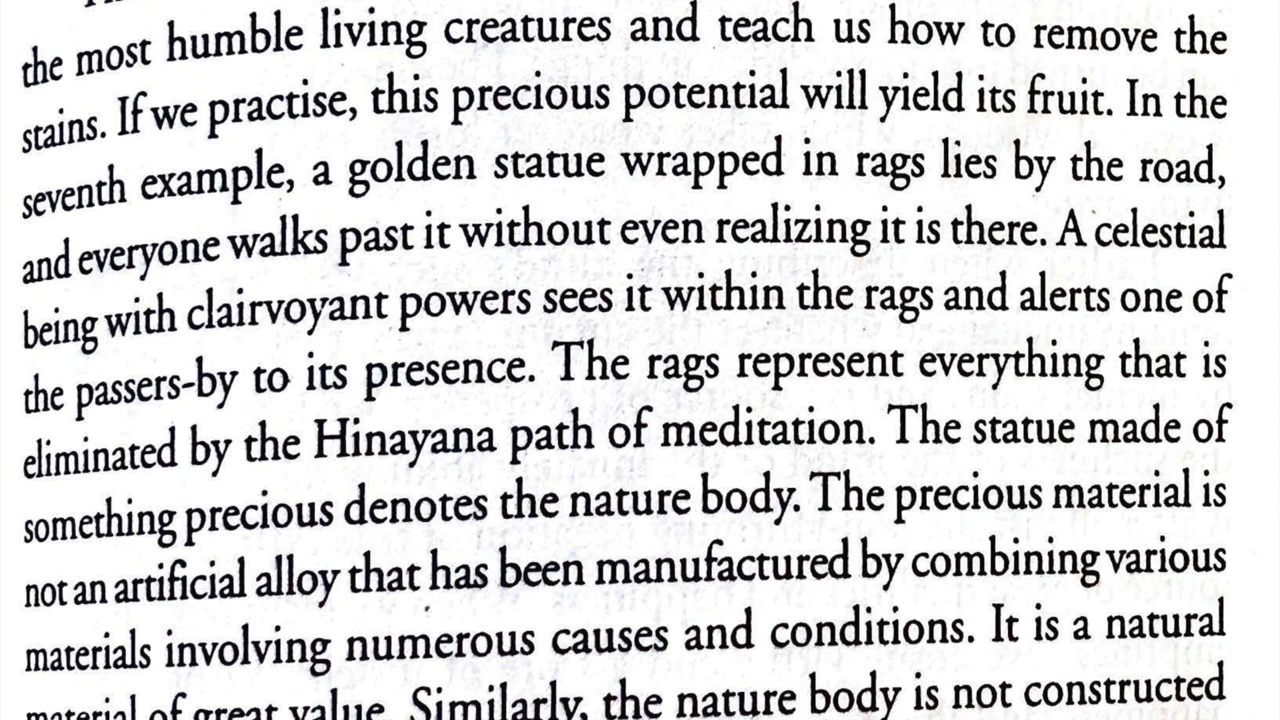 the most humble living creatures and teach us how to remove the
stains. If we practise, this precious potential will yield its fruit. In the
seventh example, a golden statue wrapped in rags lies by the road,
and everyone walks past it without even realizing it is there. A celestial
being with clairvoyant powers sees it within the rags and alerts one of
the passers-by to its presence. The rags represent everything that is
eliminated by the Hinayana path of meditation. The statue made of
something precious denotes the nature body. The precious material is
not an artificial alloy that has been manufactured by combining various
materials involving numerous causes and conditions. It is a natural
material of great value. Similarly, the nature body is not constructed